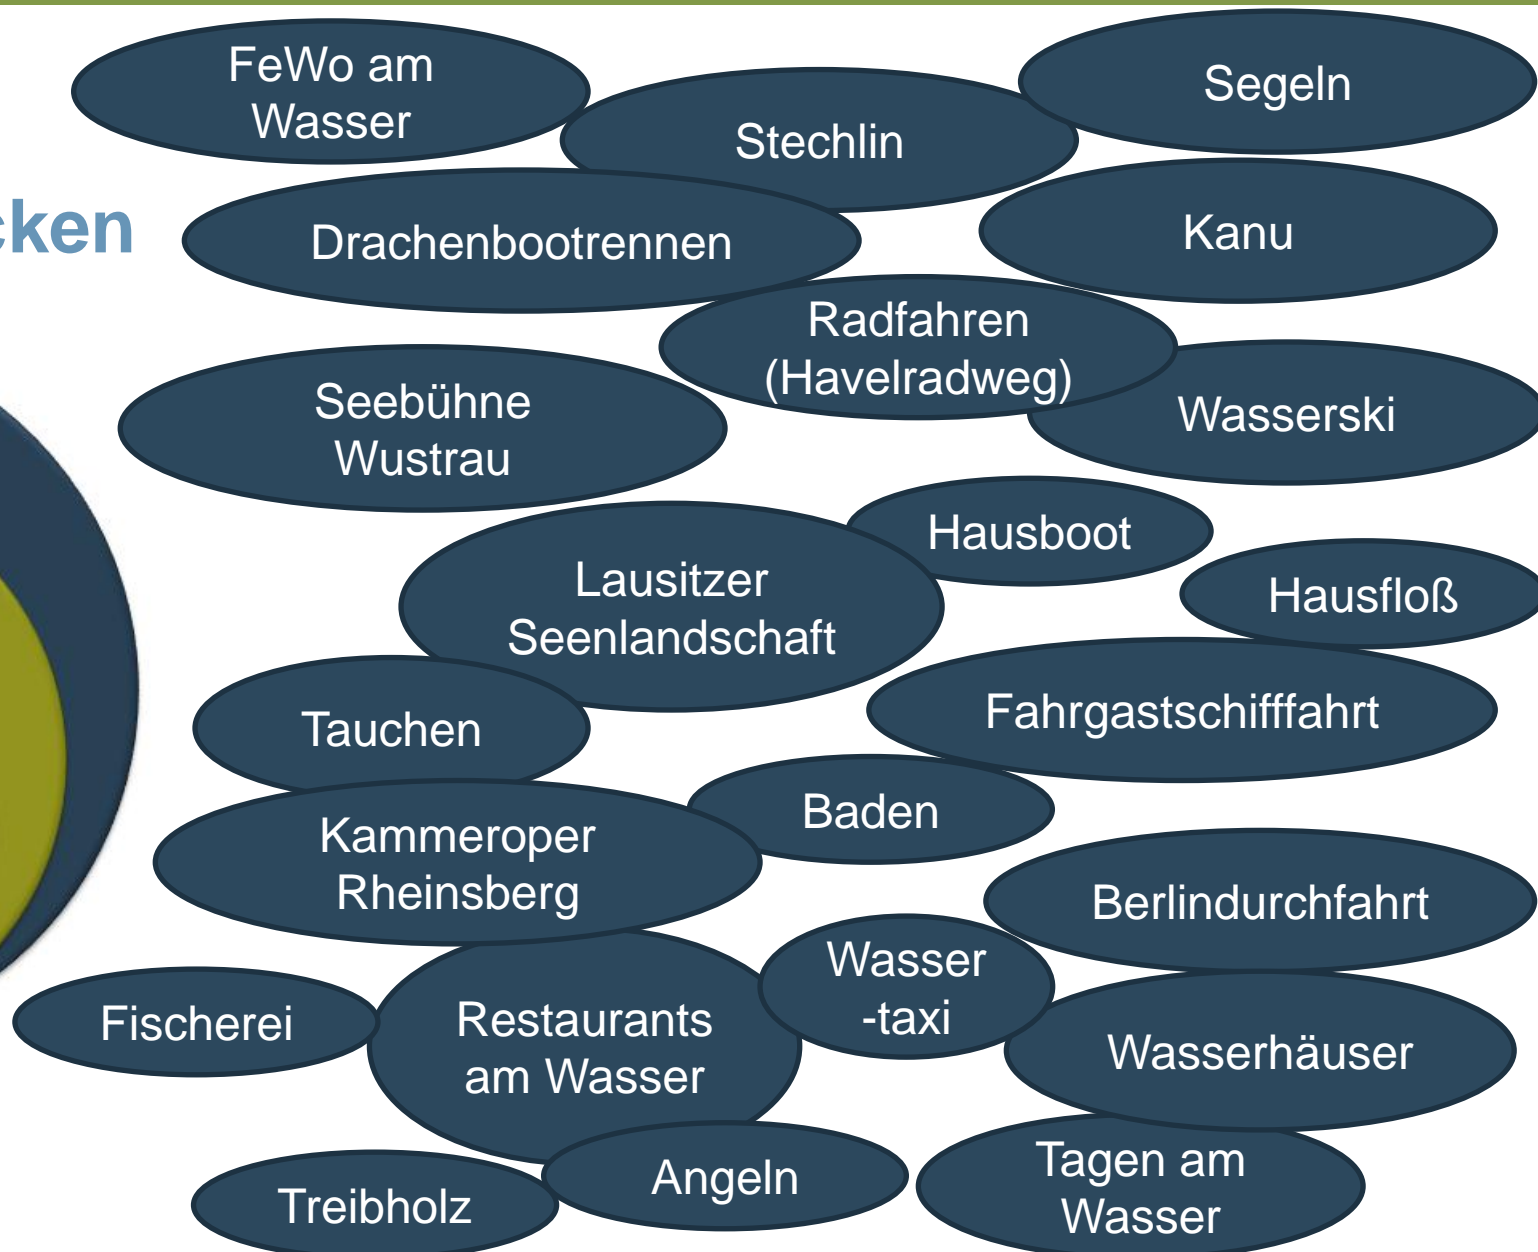 FeWo am
Wasser
Segeln
Stechlin
cken
Drachenbootrennen
Kanu
Radfahren
(Havelradweg)
Seebühne
Wustrau
Wasserski
Hausboot
Lausitzer
Seenlandschaft
Hausfloß
Tauchen
Fahrgastschifffahrt
Baden
Kammeroper
Rheinsberg
Berlindurchfahrt
Wasser
-taxi
Fischerei
Restaurants
am Wasser
Wasserhäuser
Angeln
Tagen am
Wasser
Treibholz